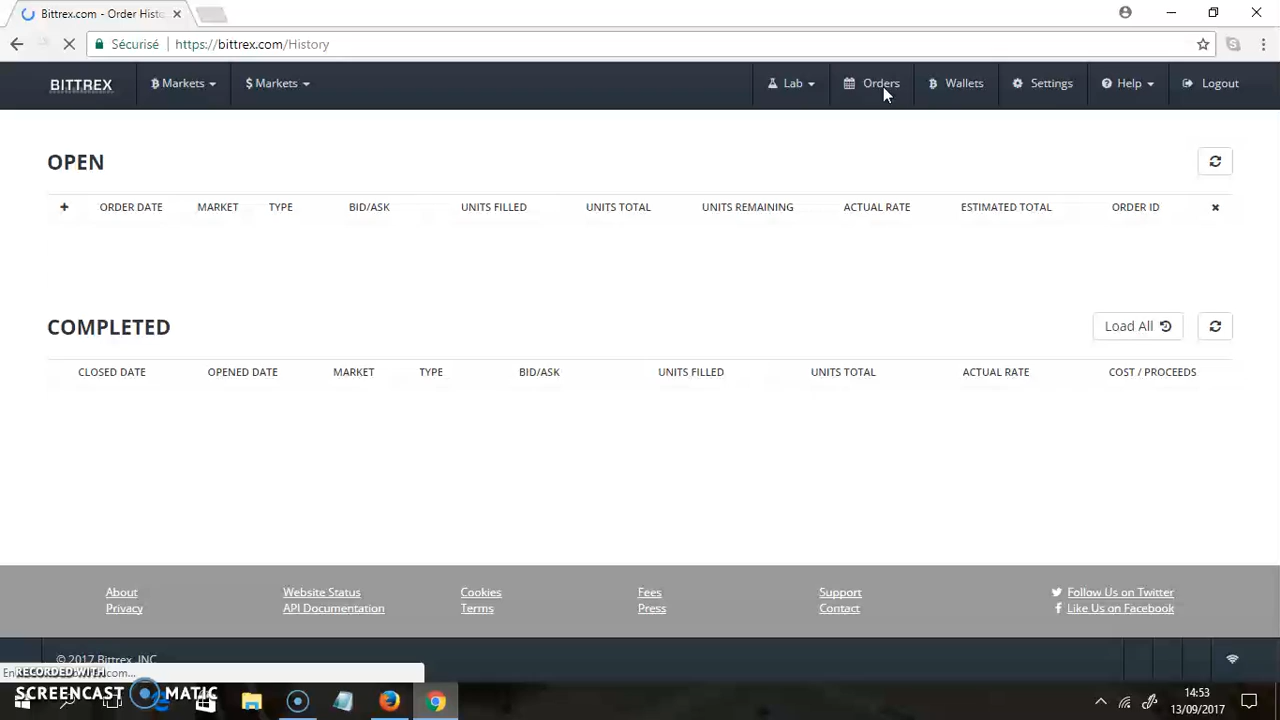 Bittrex.com - Order Histo
Sécurisé https://bittrex.com/History
BITTREX Markets $ Markets Lab Orders Wallets Settings Help Logout
OPEN
+ ORDER DATE MARKET TYPE BID/ASK UNITS FILLED UNITS TOTAL UNITS REMAINING ACTUAL RATE ESTIMATED TOTAL ORDER ID
COMPLETED
Load All
CLOSED DATE OPENED DATE MARKET TYPE BID/ASK UNITS FILLED UNITS TOTAL ACTUAL RATE COST / PROCEEDS
About Website Status Cookies Fees Support Follow Us on Twitter
Privacy API Documentation Terms Press Contact Like Us on Facebook
© 2017 Bittrex, INC
RECORDED WITH
SCREENCAST MATIC
14:53
13/09/2017